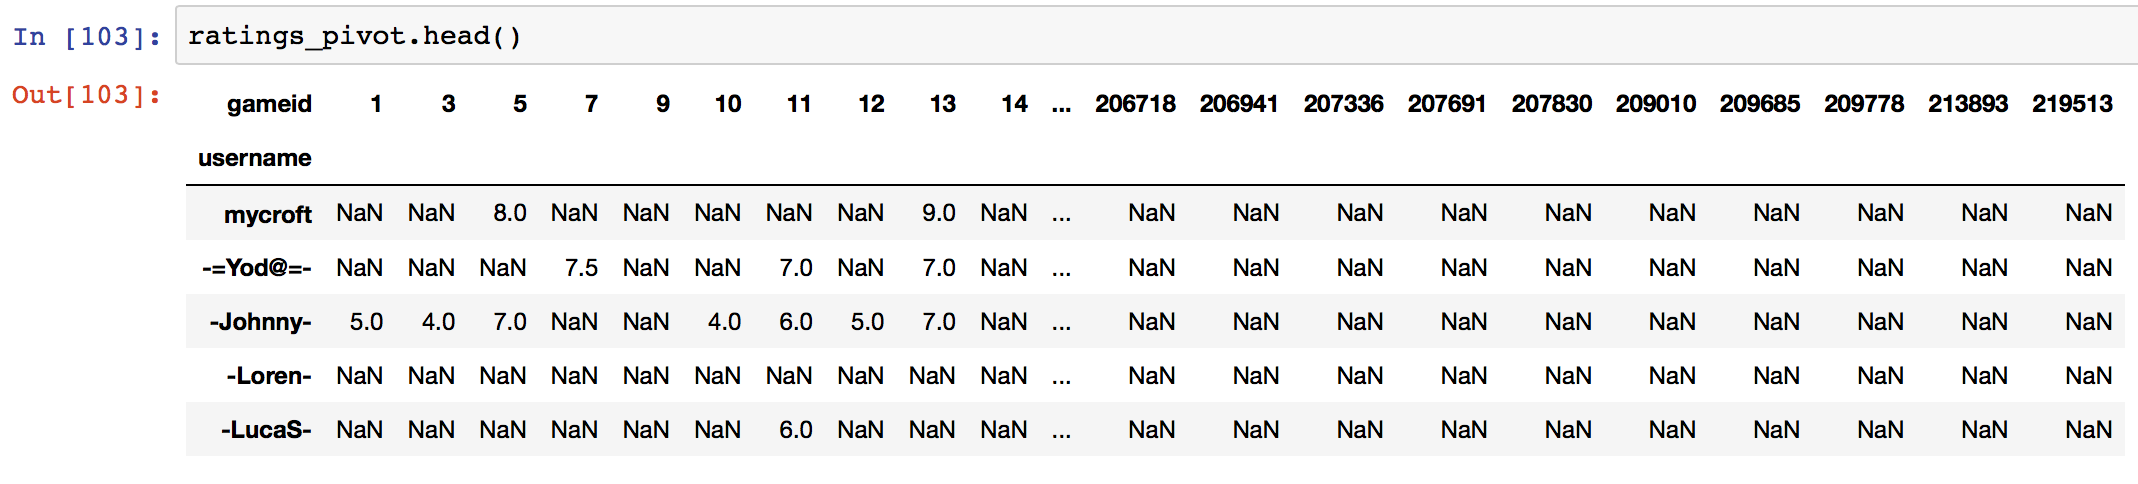 In [103]: ratings_pivot.head()
Out[103]:
gameid 1 3 5 7 9 10 11 12 13 14 ... 206718 206941 207336 207691 207830 209010 209685 209778 213893 219513
username
mycroft NaN NaN 8.0 NaN NaN NaN NaN NaN 9.0 NaN ... NaN NaN NaN NaN NaN NaN NaN NaN NaN NaN
-=Yod@=- NaN NaN NaN 7.5 NaN NaN 7.0 NaN 7.0 NaN ... NaN NaN NaN NaN NaN NaN NaN NaN NaN NaN
-Johnny- 5.0 4.0 7.0 NaN NaN 4.0 6.0 5.0 7.0 NaN ... NaN NaN NaN NaN NaN NaN NaN NaN NaN NaN
-Loren- NaN NaN NaN NaN NaN NaN NaN NaN NaN NaN ... NaN NaN NaN NaN NaN NaN NaN NaN NaN NaN
-LucaS- NaN NaN NaN NaN NaN NaN 6.0 NaN NaN NaN ... NaN NaN NaN NaN NaN NaN NaN NaN NaN NaN